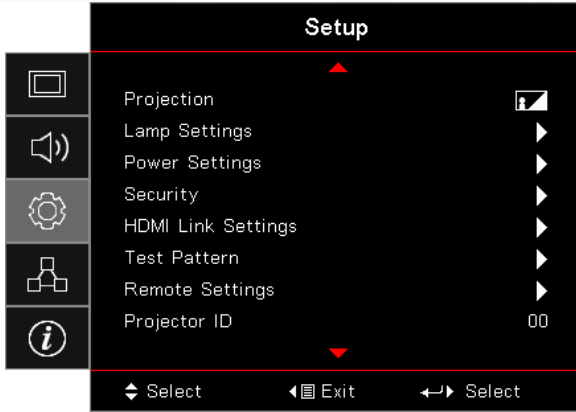 Setup
Projection
Lamp Settings
Power Settings
Security
HDMI Link Settings
Test Pattern
Remote Settings
Projector ID 00
Select Exit Select